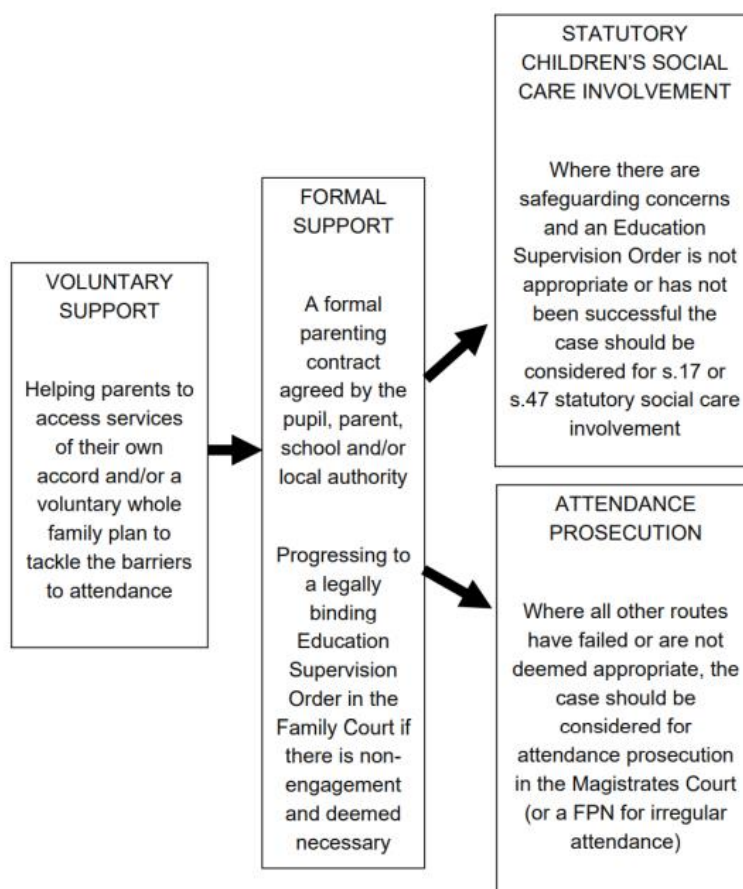 VOLUNTARY
SUPPORT
Helping parents to
access services
of their own
accord and/or a
voluntary whole
family plan to
tackle the barriers
to attendance
FORMAL
SUPPORT
A formal
parenting
contract
agreed by the
pupil, parent,
school and/or
local authority
Progressing to
a legally
binding
Education
Supervision
Order in the
Family Court if
there is non-
engagement
and deemed
necessary
STATUTORY
CHILDREN'S SOCIAL
CARE INVOLVEMENT
Where there are
safeguarding concerns
and an Education
Supervision Order is not
appropriate or has not
been successful the
case should be
considered for s.17 or
s.47 statutory social care
involvement
ATTENDANCE
PROSECUTION
Where all other routes
have failed or are not
deemed appropriate, the
case should be
considered for
attendance prosecution
in the Magistrates Court
(or a FPN for irregular
attendance)